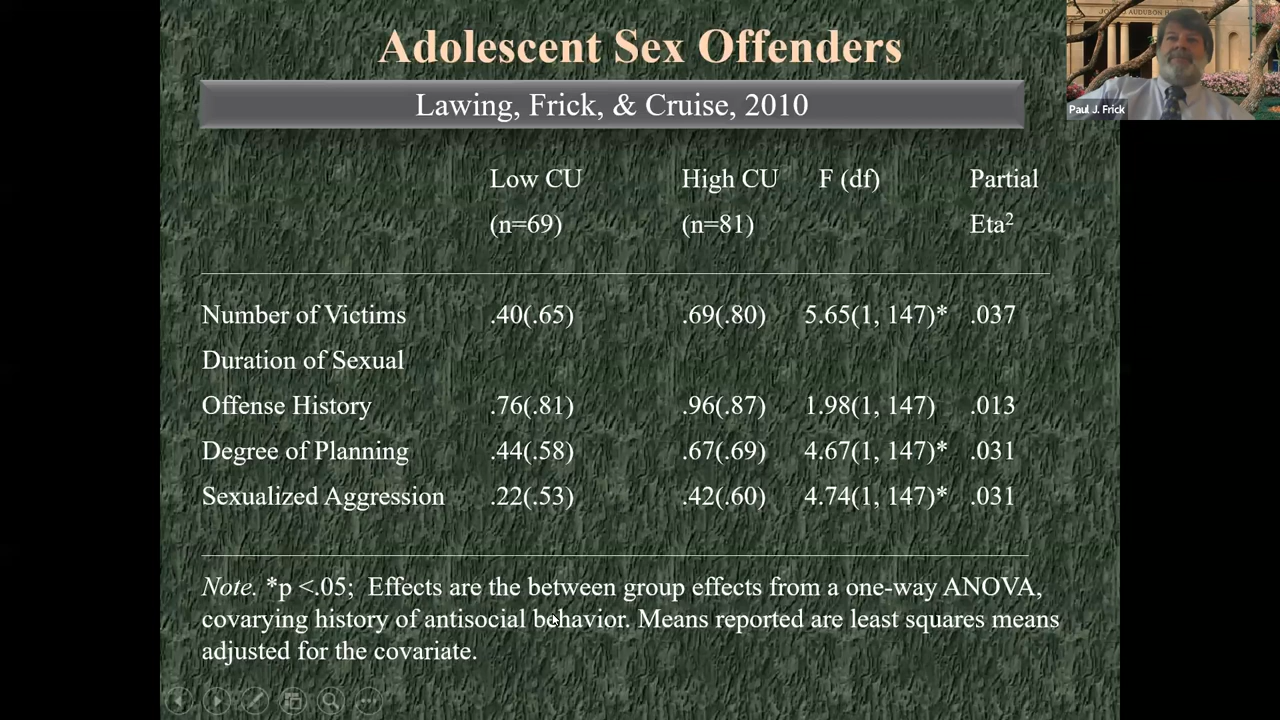 Adolescent Sex Offenders
Lawing, Frick, & Cruise, 2010
Paul J. Frick
Low CU High CU F (df) Partial
(n=69) (n=81) Eta²
Number of Victims .40(.65) .69(.80) 5.65(1, 147)* .037
Duration of Sexual
Offense History .76(.81) .96(.87) 1.98(1, 147) .013
Degree of Planning .44(.58) .67(.69) 4.67(1, 147)* .031
Sexualized Aggression .22(.53) .42(.60) 4.74(1, 147)* .031
Note. *p <.05; Effects are the between group effects from a one-way ANOVA,
covarying history of antisocial behavior. Means reported are least squares means
adjusted for the covariate.